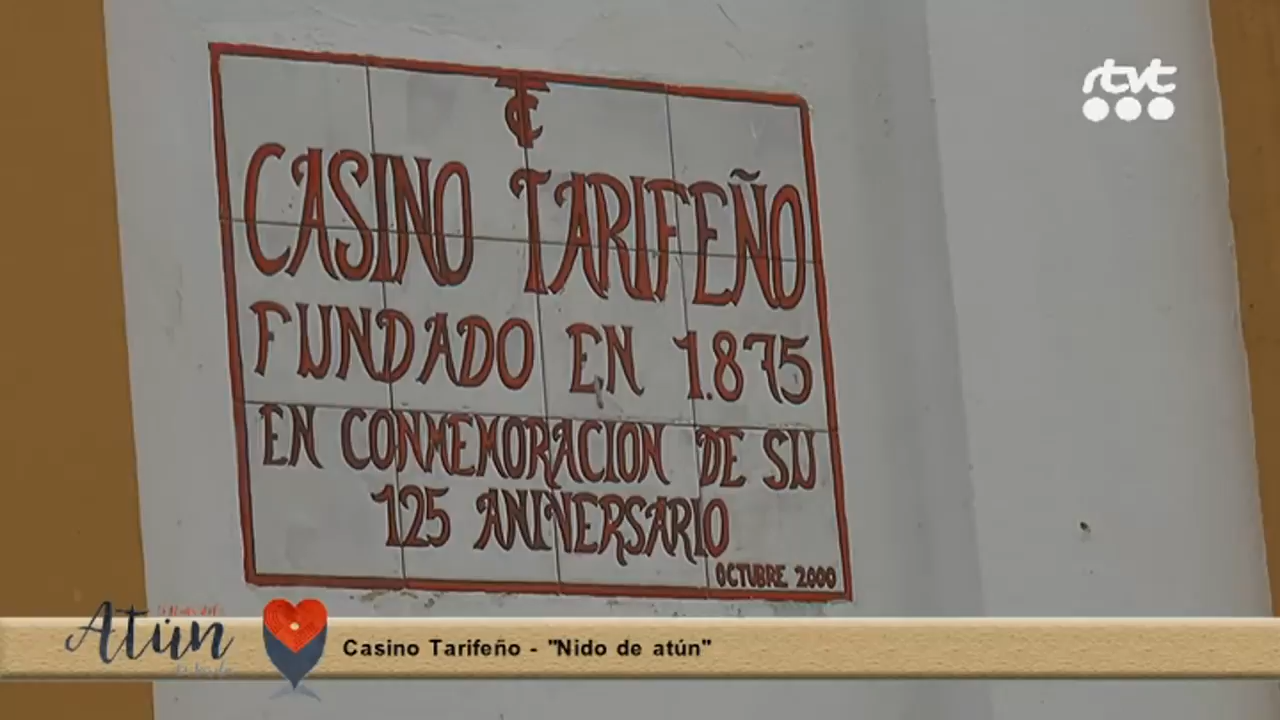 rtvt
TC
CASINO TARIFEÑO
FUNDADO EN 1.875
EN CONMEMORACION DE SU
125 ANIVERSARIO
OCTUBRE 2000
Atún
Casino Tarifeño - "Nido de atún"